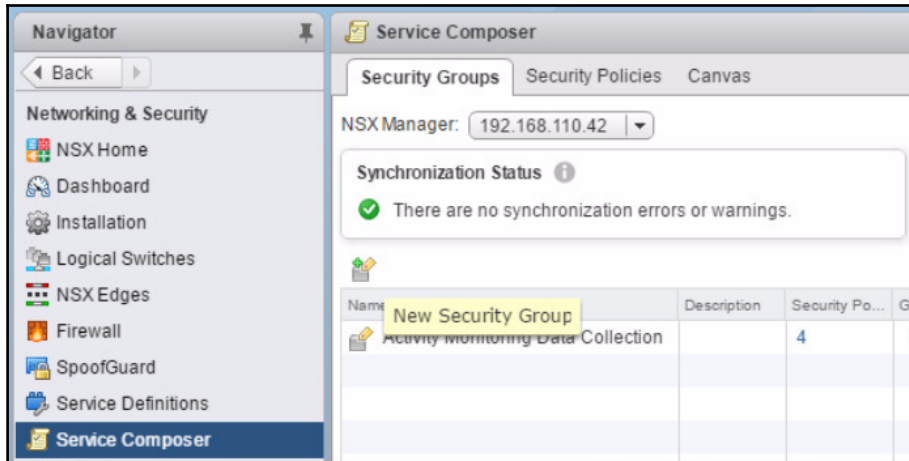 Navigator
Back
Networking & Security
NSX Home
Dashboard
Installation
Logical Switches
NSX Edges
Firewall
SpoofGuard
Service Definitions
Service Composer
Service Composer
Security Groups Security Policies Canvas
NSX Manager: 192.168.110.42
Synchronization Status
There are no synchronization errors or warnings.
New Security Group
Description Security Po... G
Activity Monitoring Data Collection 4